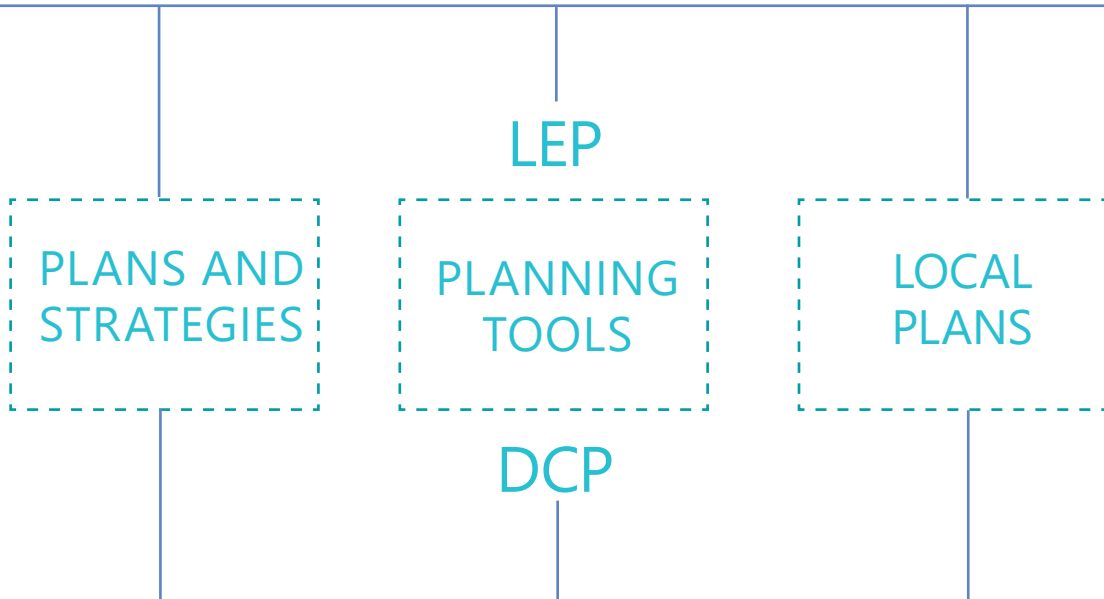 LEP
PLANS AND
STRATEGIES
PLANNING
TOOLS
LOCAL
PLANS
DCP